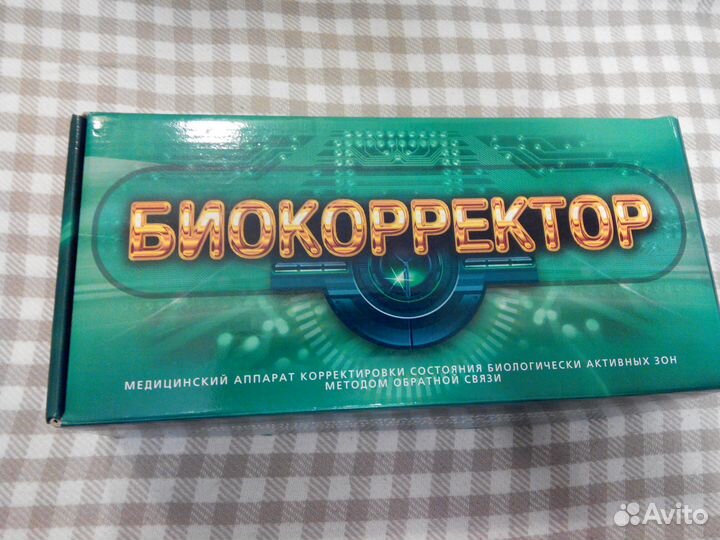 БИОКОРРЕКТОР
МЕДИЦИНСКИЙ АППАРАТ КОРРЕКТИРОВКИ СОСТОЯНИЯ БИОЛОГИЧЕСКИ АКТИВНЫХ ЗОН
МЕТОДОМ ОБРАТНОЙ СВЯЗИ
Avito